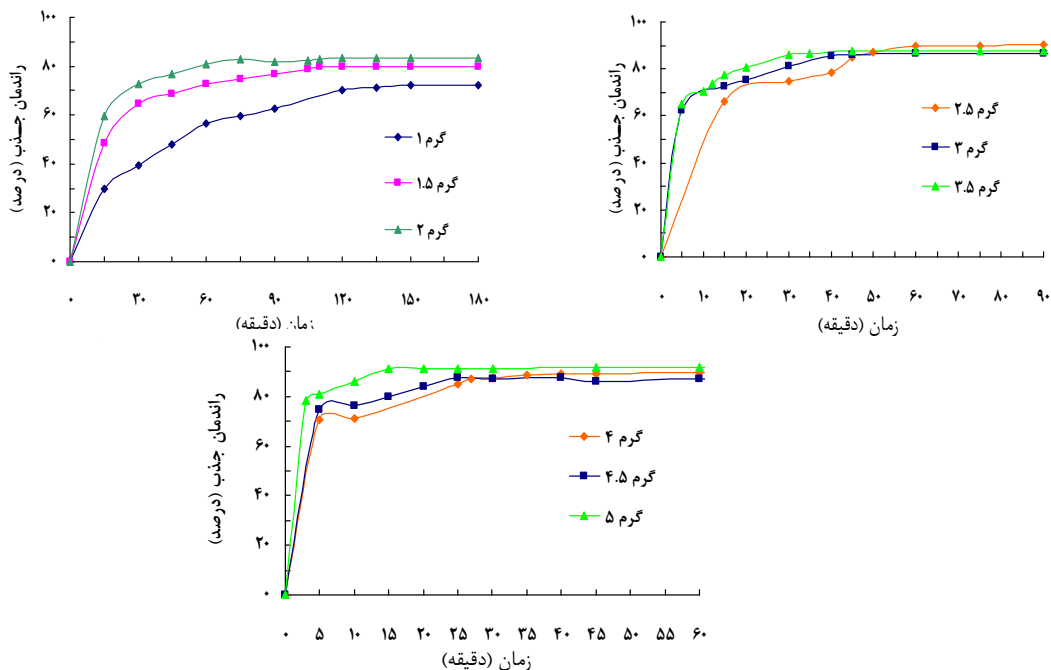 راندمان جذب (درصد)
۱۰۰
۸۰
۶۰
۴۰
۲۰
۰
۰ ۳۰ ۶۰ ۹۰ ۱۲۰ ۱۵۰ ۱۸۰
زمان (دقیقه)
۱ گرم
۱.۵ گرم
۲ گرم
راندمان جذب (درصد)
۱۰۰
۸۰
۶۰
۴۰
۲۰
۰
۰ ۱۰ ۲۰ ۳۰ ۴۰ ۵۰ ۶۰ ۷۰ ۸۰ ۹۰
زمان (دقیقه)
۲.۵ گرم
۳ گرم
۳.۵ گرم
راندمان جذب (درصد)
۱۰۰
۸۰
۶۰
۴۰
۲۰
۰
۰ ۵ ۱۰ ۱۵ ۲۰ ۲۵ ۳۰ ۳۵ ۴۰ ۴۵ ۵۰ ۵۵ ۶۰
زمان (دقیقه)
۴ گرم
۴.۵ گرم
۵ گرم